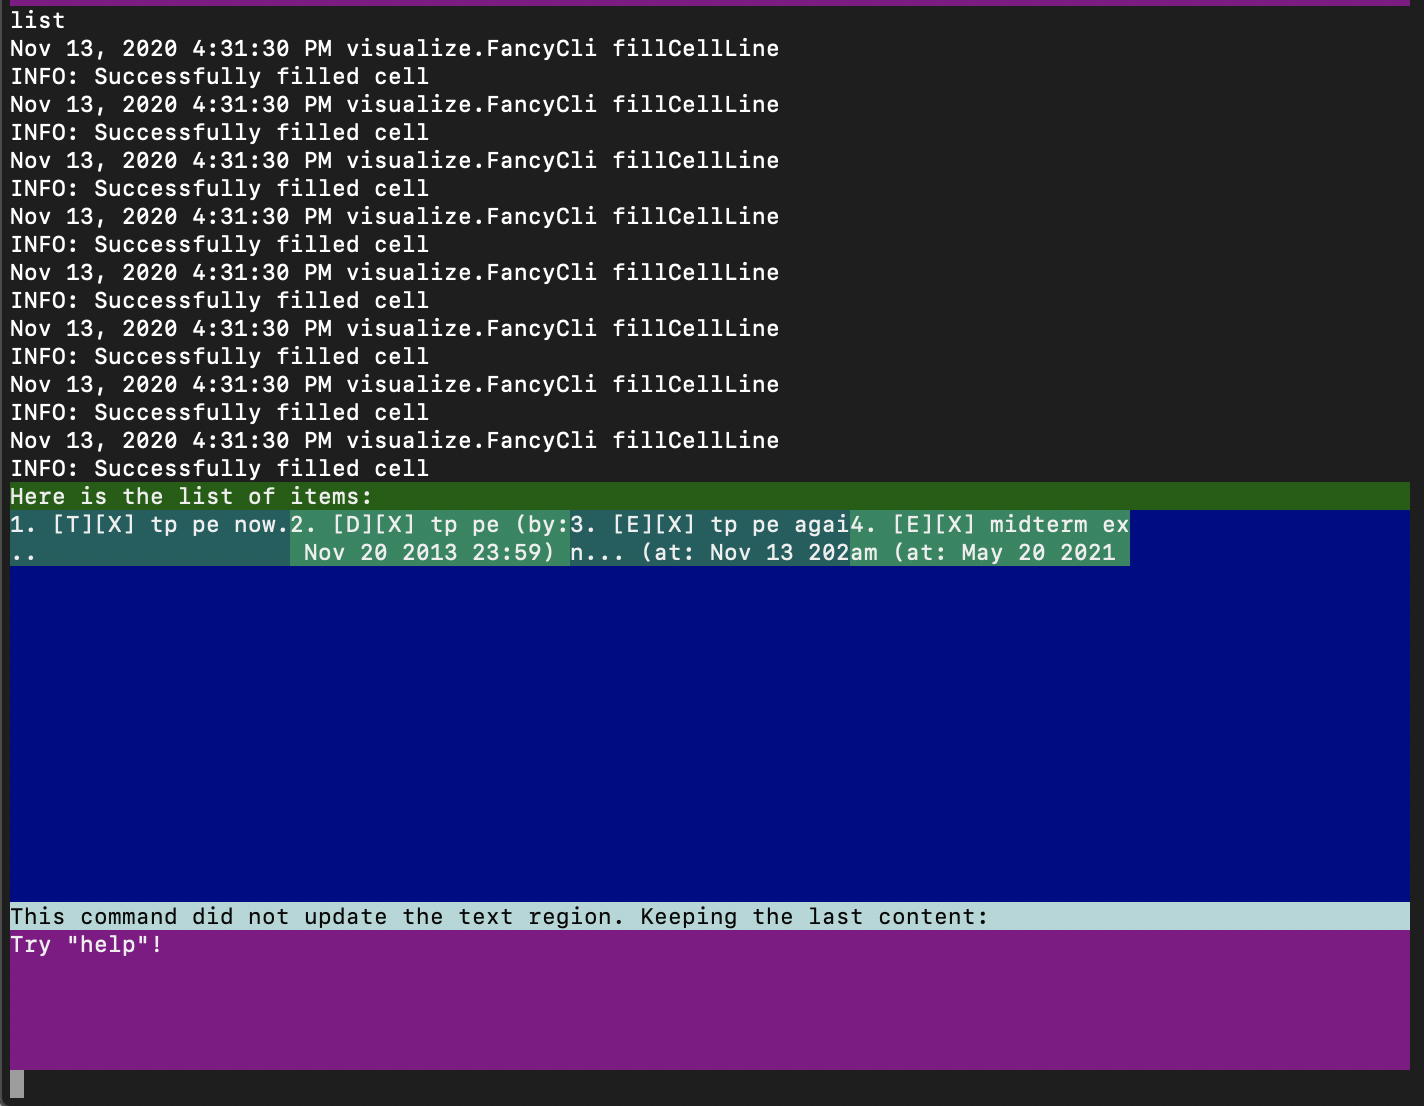 list
Nov 13, 2020 4:31:30 PM visualize.FancyCli fillCellLine
INFO: Successfully filled cell
Nov 13, 2020 4:31:30 PM visualize.FancyCli fillCellLine
INFO: Successfully filled cell
Nov 13, 2020 4:31:30 PM visualize.FancyCli fillCellLine
INFO: Successfully filled cell
Nov 13, 2020 4:31:30 PM visualize.FancyCli fillCellLine
INFO: Successfully filled cell
Nov 13, 2020 4:31:30 PM visualize.FancyCli fillCellLine
INFO: Successfully filled cell
Nov 13, 2020 4:31:30 PM visualize.FancyCli fillCellLine
INFO: Successfully filled cell
Nov 13, 2020 4:31:30 PM visualize.FancyCli fillCellLine
INFO: Successfully filled cell
Nov 13, 2020 4:31:30 PM visualize.FancyCli fillCellLine
INFO: Successfully filled cell
Here is the list of items:
1. [T][X] tp pe now.2. [D][X] tp pe (by:3. [E][X] tp pe agai4. [E][X] midterm ex
..                   Nov 20 2013 23:59) n... (at: Nov 13 202am (at: May 20 2021
This command did not update the text region. Keeping the last content:
Try "help"!